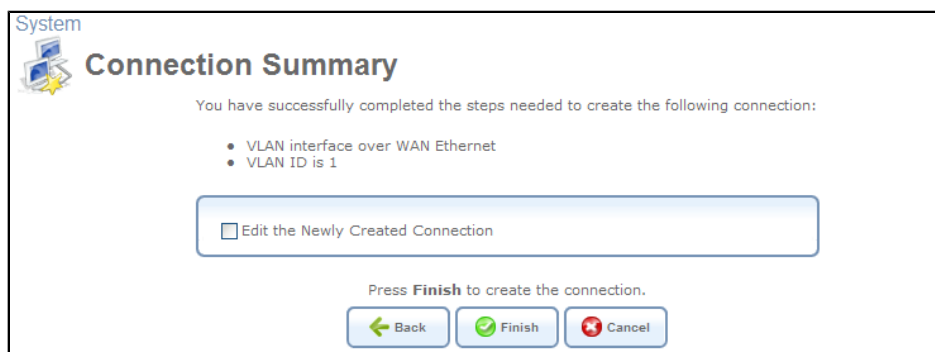 System
Connection Summary
You have successfully completed the steps needed to create the following connection:
● VLAN interface over WAN Ethernet
● VLAN ID is 1
Edit the Newly Created Connection
Press Finish to create the connection.
Back Finish Cancel